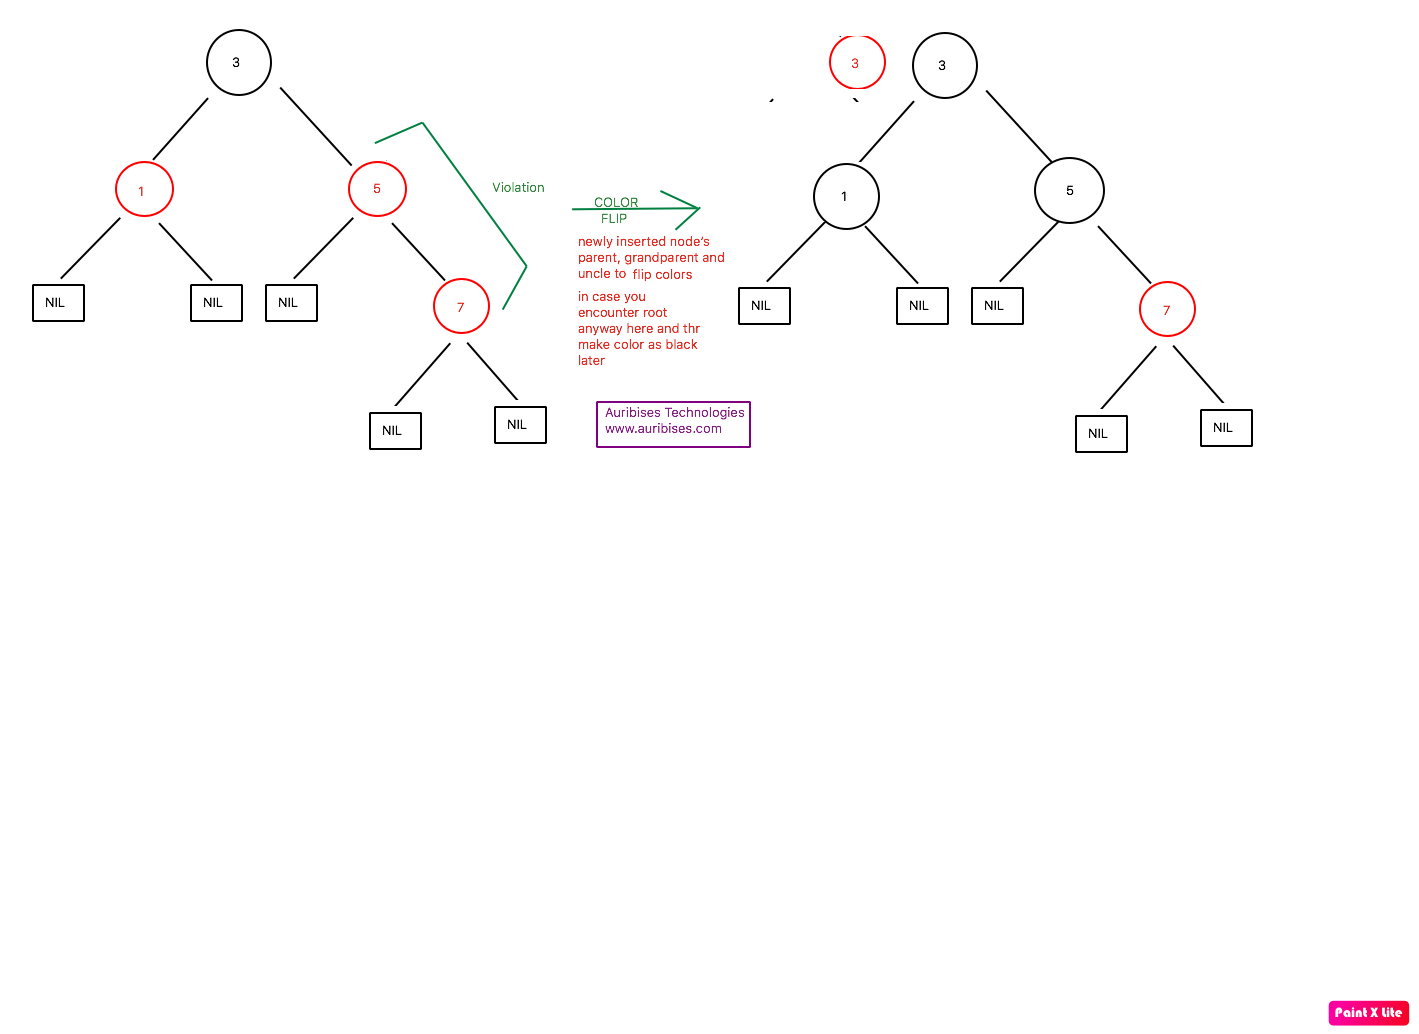 3
1
5
NIL
NIL
NIL
7
NIL
NIL
Violation
COLOR
FLIP
newly inserted node's
parent, grandparent and
uncle to flip colors
in case you
encounter root
anyway here and thr
make color as black
later
Auribises Technologies
www.auribises.com
3
3
1
5
NIL
NIL
NIL
7
NIL
NIL
Paint X Lite